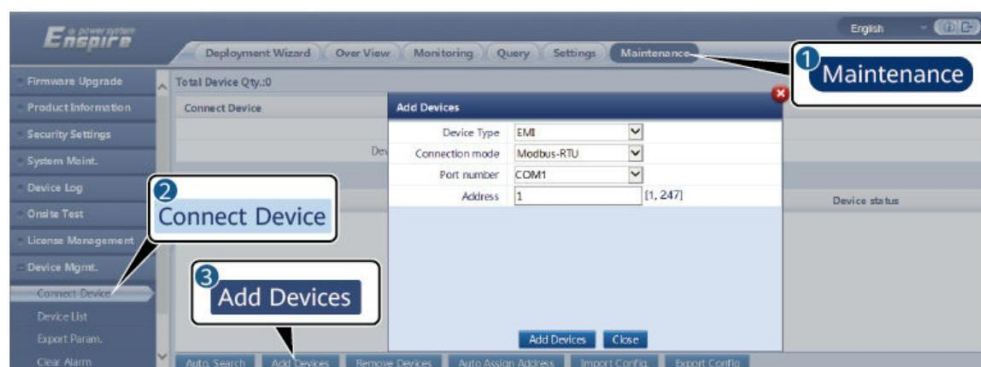 Enspire
English
Deployment Wizard Over View Monitoring Query Settings Maintenance
1 Maintenance
Firmware Upgrade
Product Information
Security Settings
System Maint.
Device Log
Onsite Test
License Management
Device Mgmt.
Connect Device
Device List
Export Param.
Clear Alarm
Total Device Qty.:0
Connect Device
Dev
2 Connect Device
3 Add Devices
Add Devices
Device Type EMI
Connection mode Modbus-RTU
Port number COM1
Address 1 [1, 247]
Add Devices Close
Device status
Auto Search Add Devices Remove Devices Auto Assign Address Import Config Export Config